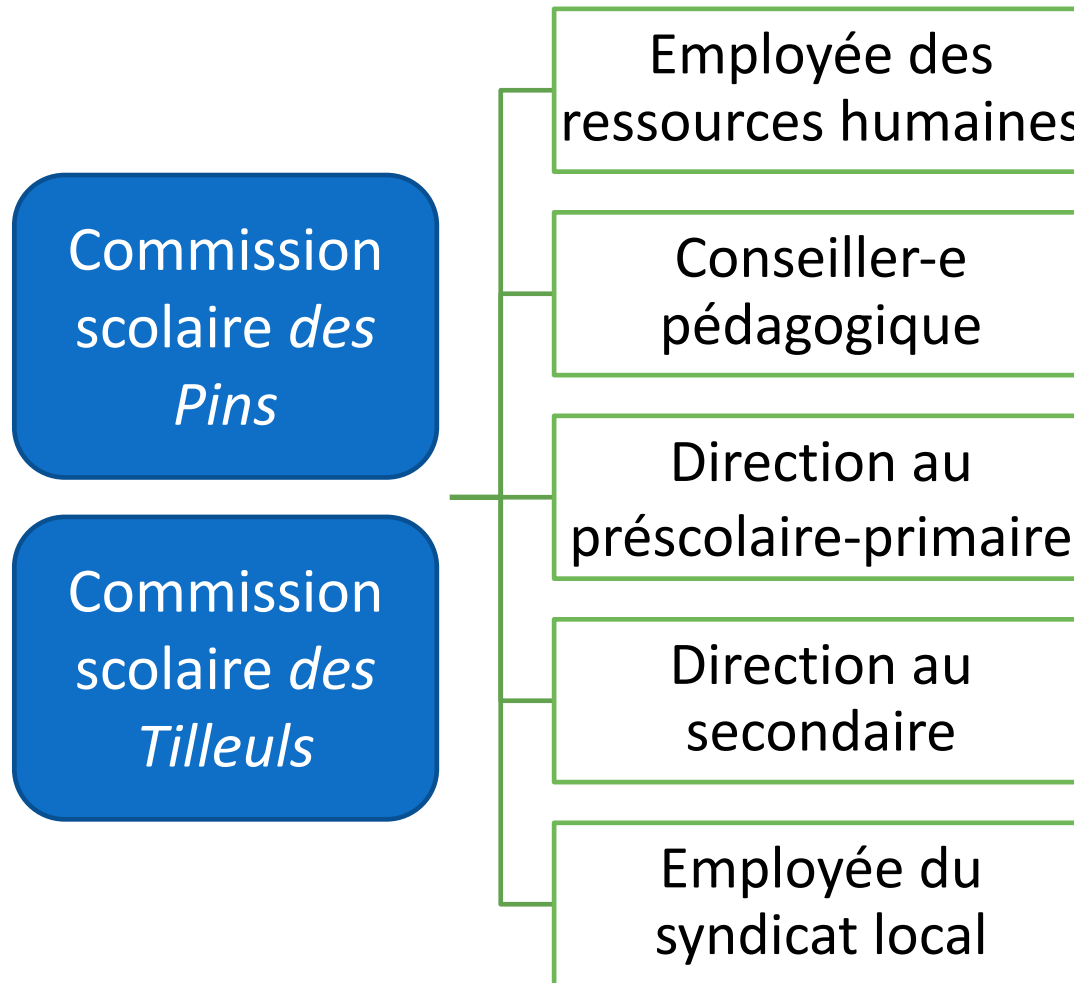 Commission
scolaire des
Pins
Commission
scolaire des
Tilleuls
Employée des
ressources humaines
Conseiller-e
pédagogique
Direction au
préscolaire-primaire
Direction au
secondaire
Employée du
syndicat local